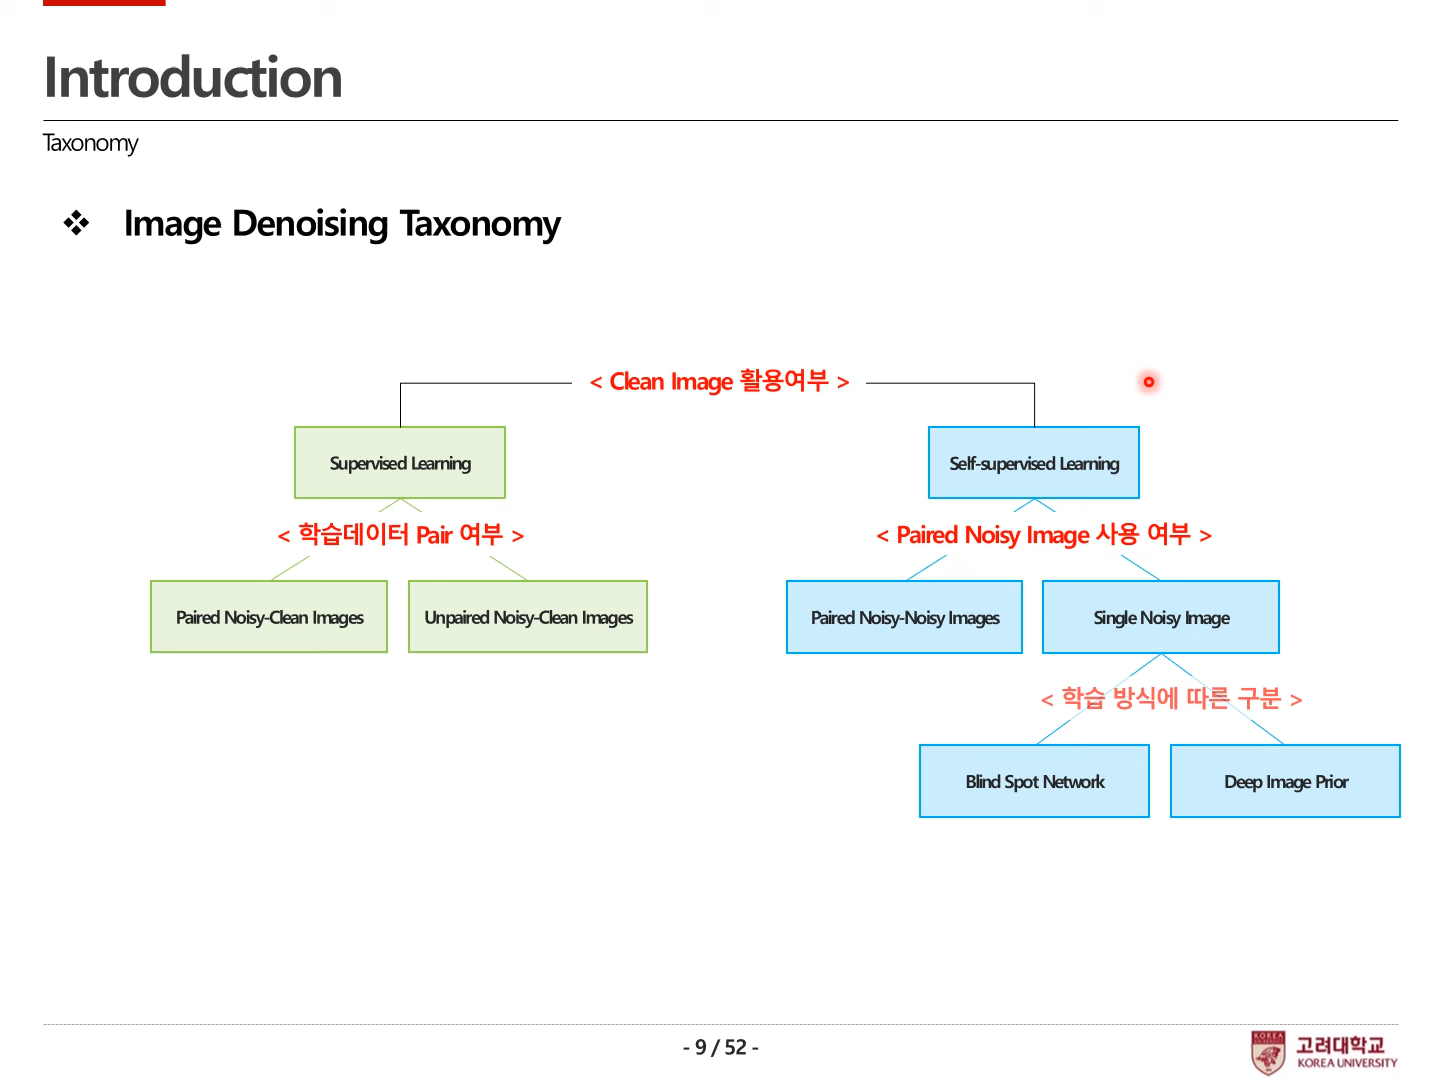 Introduction
Taxonomy
❖ Image Denoising Taxonomy
< Clean Image 활용여부 >
Supervised Learning
Self-supervised Learning
< 학습데이터 Pair 여부 >
< Paired Noisy Image 사용 여부 >
Paired Noisy-Clean Images
Unpaired Noisy-Clean Images
Paired Noisy-Noisy Images
Single Noisy Image
< 학습 방식에 따른 구분 >
Blind Spot Network
Deep Image Prior
- 9 / 52 -
고려대학교
KOREA UNIVERSITY